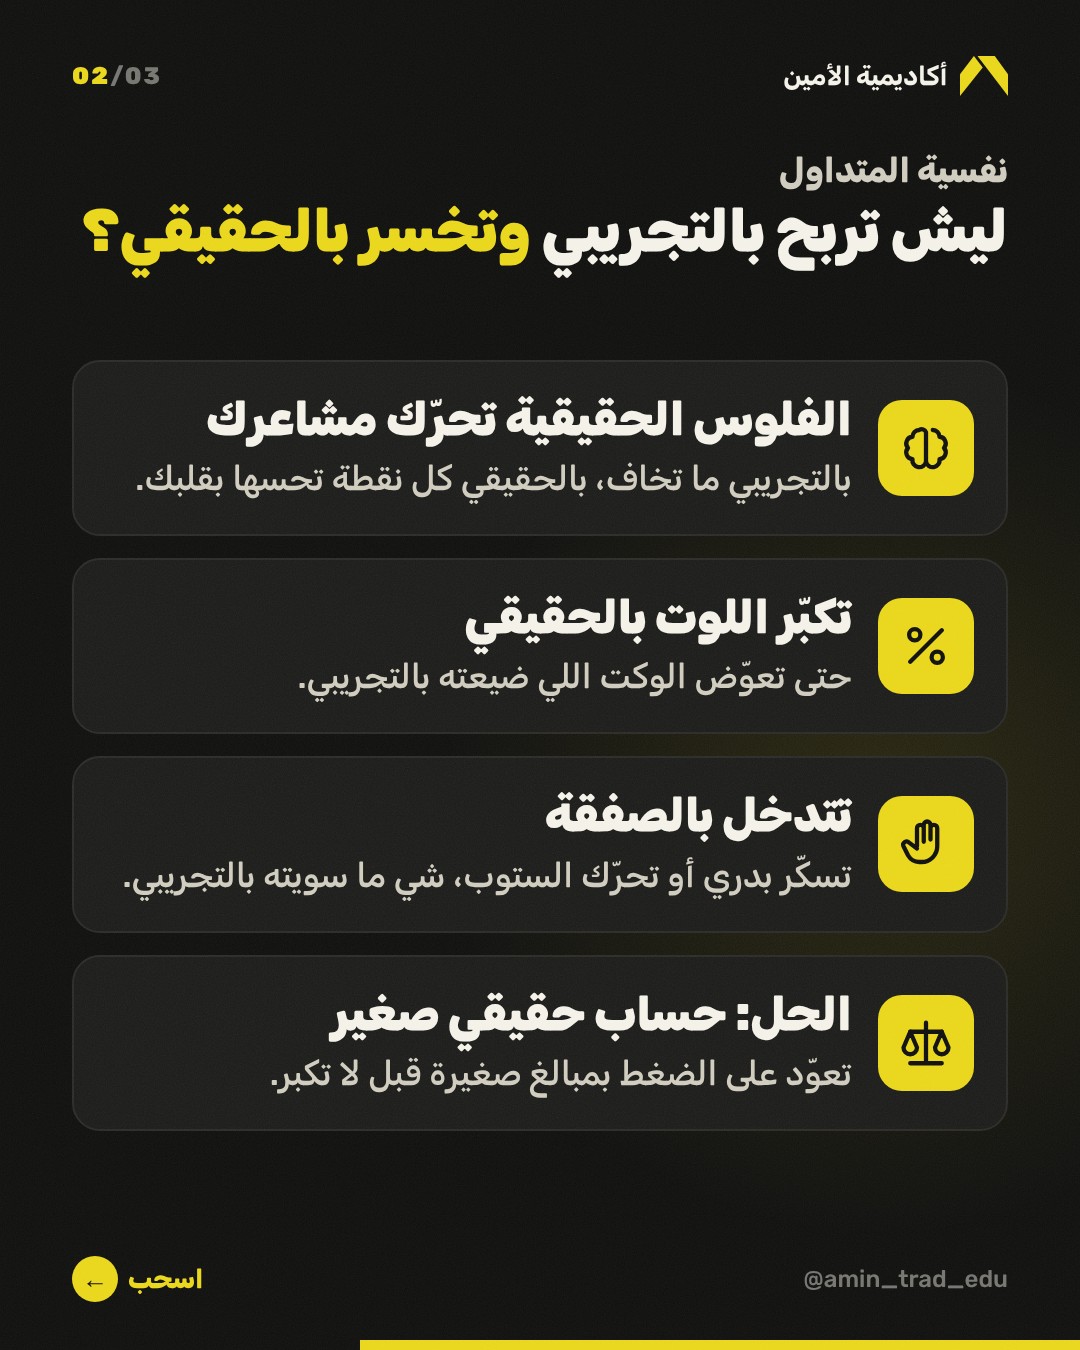 أكاديمية الأمين
02/03
نفسية المتداول
ليش تربح بالتجريبي وتخسر بالحقيقي؟
الفلوس الحقيقية تحرّك مشاعرك
بالتجريبي ما تخاف، بالحقيقي كل نقطة تحسها بقلبك.
تكبّر اللوت بالحقيقي
حتى تعوّض الوكت اللي ضيعته بالتجريبي.
تتدخل بالصفقة
تسكّر بدري أو تحرّك الستوب، شي ما سويته بالتجريبي.
الحل: حساب حقيقي صغير
تعوّد على الضغط بمبالغ صغيرة قبل لا تكبر.
@amin_trad_edu
اسحب ←